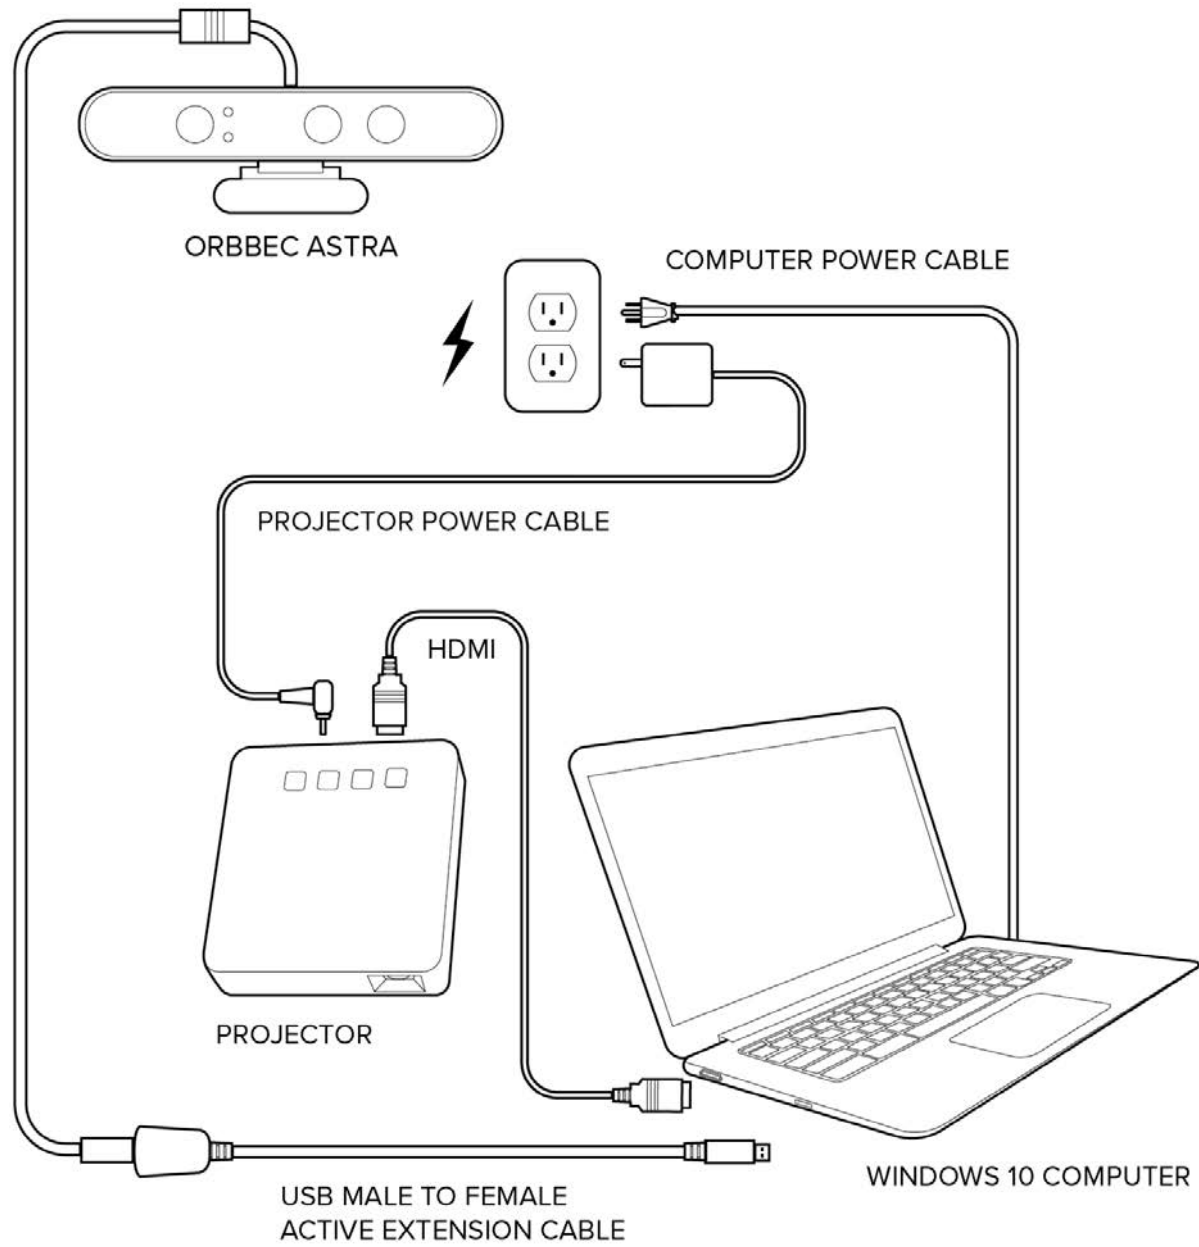 ORBBEC ASTRA
COMPUTER POWER CABLE
PROJECTOR POWER CABLE
HDMI
PROJECTOR
WINDOWS 10 COMPUTER
USB MALE TO FEMALE
ACTIVE EXTENSION CABLE